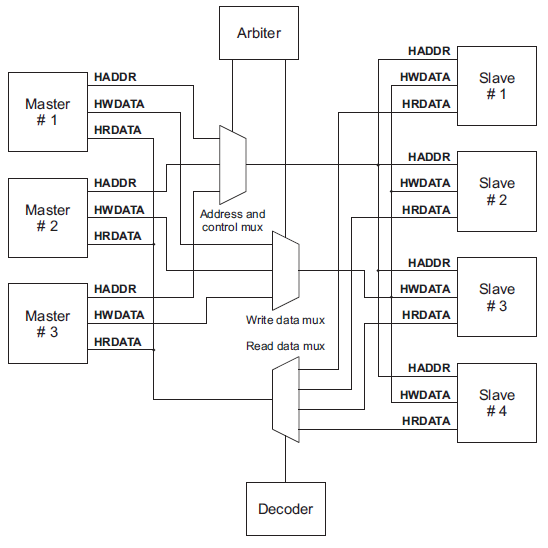 Arbiter
Master
# 1
HADDR
HWDATA
HRDATA
Master
# 2
HADDR
HWDATA
HRDATA
Master
# 3
HADDR
HWDATA
HRDATA
Address and
control mux
Write data mux
Read data mux
Decoder
HADDR
HWDATA
HRDATA
Slave
# 1
HADDR
HWDATA
HRDATA
Slave
# 2
HADDR
HWDATA
HRDATA
Slave
# 3
HADDR
HWDATA
HRDATA
Slave
# 4